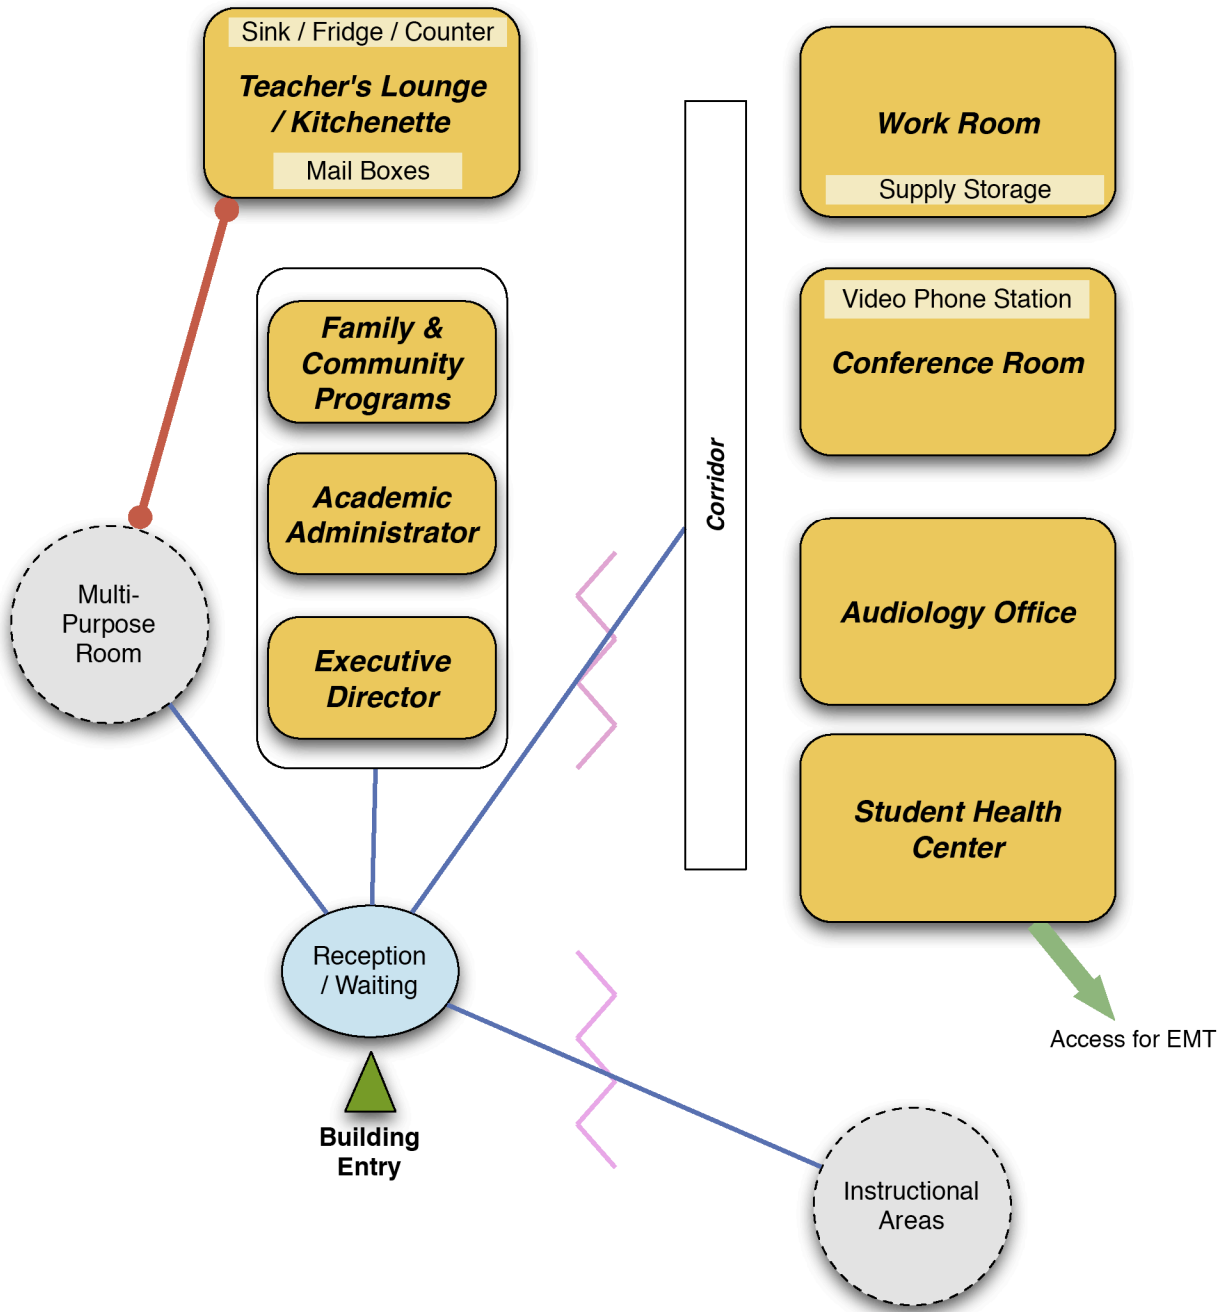 Sink / Fridge / Counter
Teacher's Lounge
/ Kitchenette
Mail Boxes
Work Room
Supply Storage
Family &
Community
Programs
Video Phone Station
Conference Room
Academic
Administrator
Corridor
Multi-
Purpose
Room
Audiology Office
Executive
Director
Student Health
Center
Reception
/ Waiting
Access for EMT
Building
Entry
Instructional
Areas